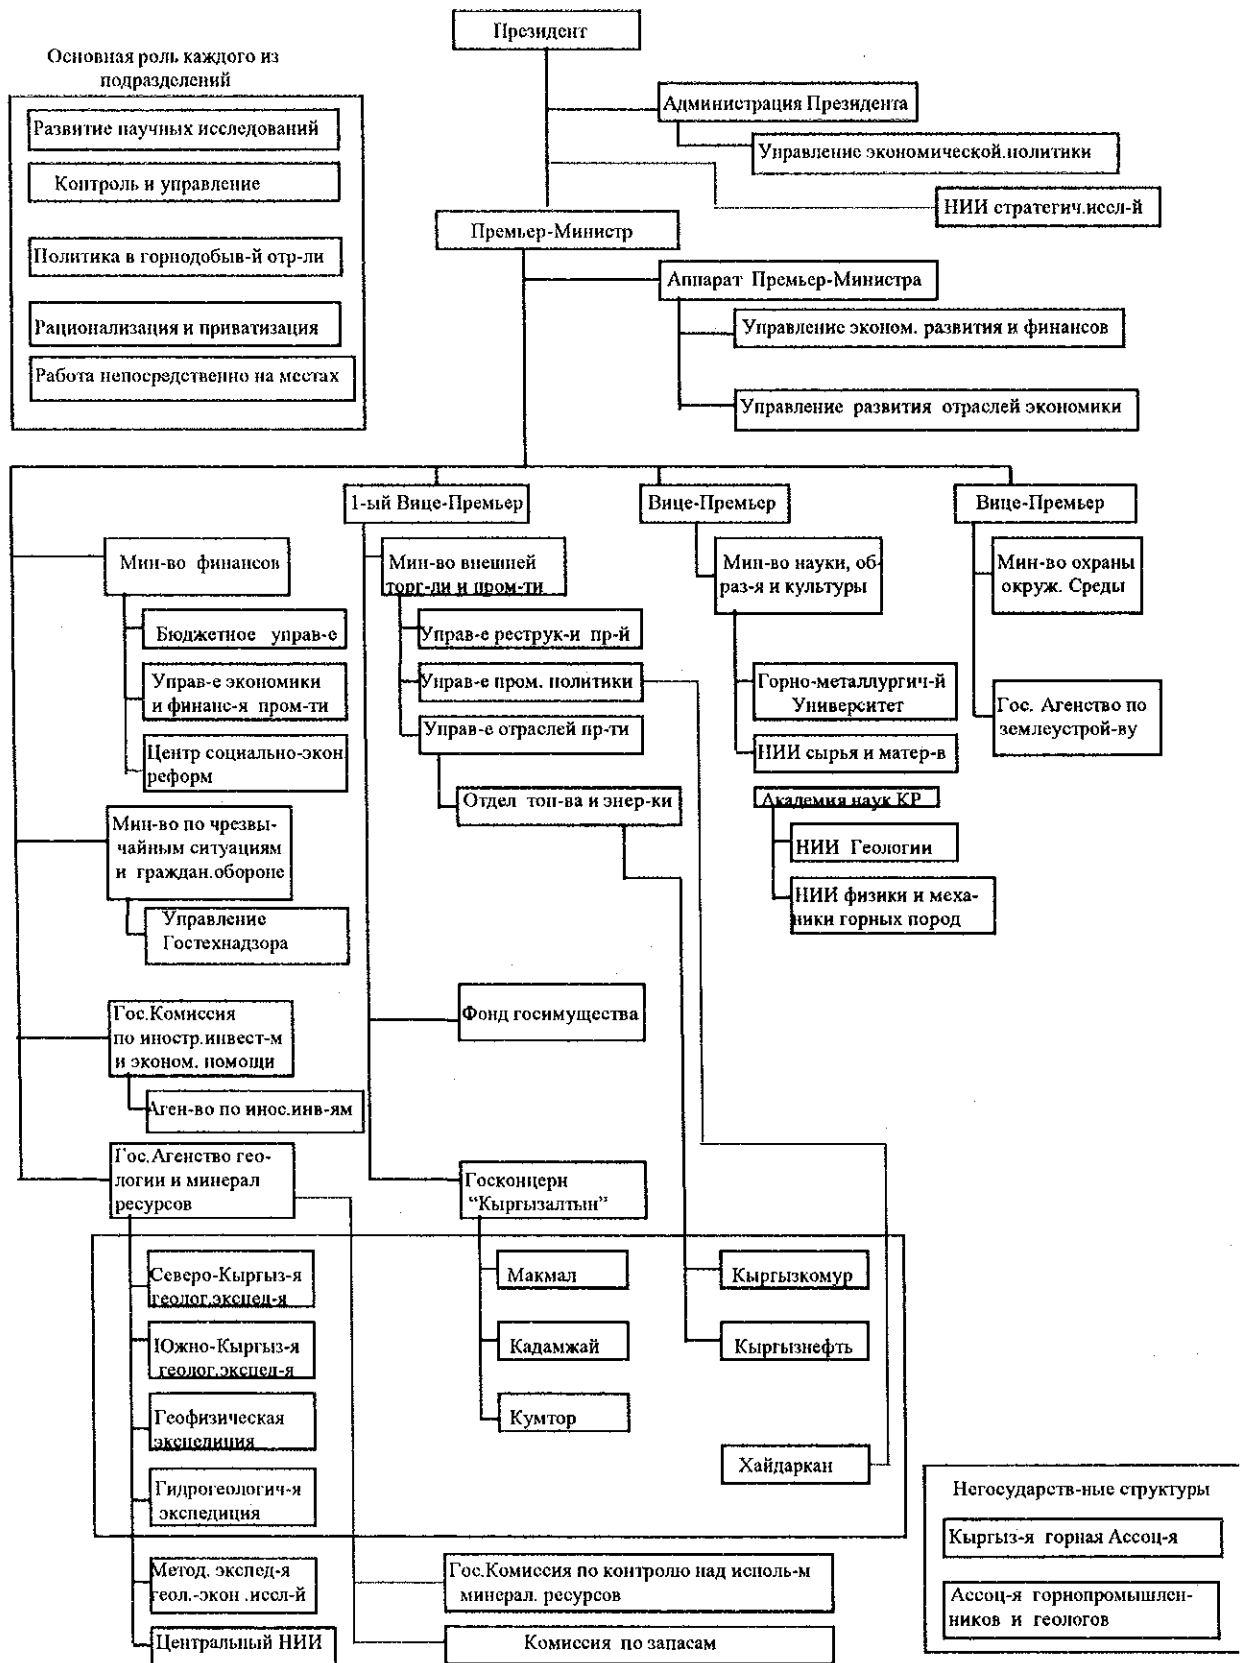 Президент
Основная роль каждого из
подразделений
Развитие научных исследований
Контроль и управление
Политика в горнодобыв-й отр-ли
Рационализация и приватизация
Работа непосредственно на местах
Администрация Президента
Управление экономической.политики
НИИ стратегич.иссл-й
Премьер-Министр
Аппарат Премьер-Министра
Управление эконом. развития и финансов
Управление развития отраслей экономики
1-ый Вице-Премьер
Вице-Премьер
Вице-Премьер
Мин-во финансов
Бюджетное управ-е
Управ-е экономики
и финанс-я пром-ти
Центр социально-экон.
реформ
Мин-во по чрезвы-
чайным ситуациям
и граждан.обороне
Управление
Гостехнадзора
Гос.Комиссия
по иностр.инвест-м
и эконом. помощи
Аген-во по инос.инв-ям
Гос.Агенство гео-
логии и минерал
ресурсов
Северо-Кыргыз-я
геолог.экспед-я
Южно-Кыргыз-я
геолог.экспед-я
Геофизическая
экспедиция
Гидрогеологич-я
экспедиция
Метод. экспед-я
геол.-экон .иссл-й
Центральный НИИ
Мин-во внешней
торг-ли и пром-ти
Управ-е реструк-и пр-й
Управ-е пром. политики
Управ-е отраслей пр-ти
Отдел топ-ва и энер-ки
Фонд госимущества
Госконцерн
“Кыргызалтын”
Макмал
Кадамжай
Кумтор
Кыргызкомур
Кыргызнефть
Хайдаркан
Гос.Комиссия по контролю над исполь-м
минерал. ресурсов
Комиссия по запасам
Мин-во науки, об-
раз-я и культуры
Горно-металлургич-й
Университет
НИИ сырья и матер-в
Академия наук КР
НИИ Геологии
НИИ физики и меха-
ники горных пород
Мин-во охраны
окруж. Среды
Гос. Агенство по
землеустрой-ву
Негосударств-ные структуры
Кыргыз-я горная Ассоц-я
Ассоц-я горнопромышлен-
ников и геологов